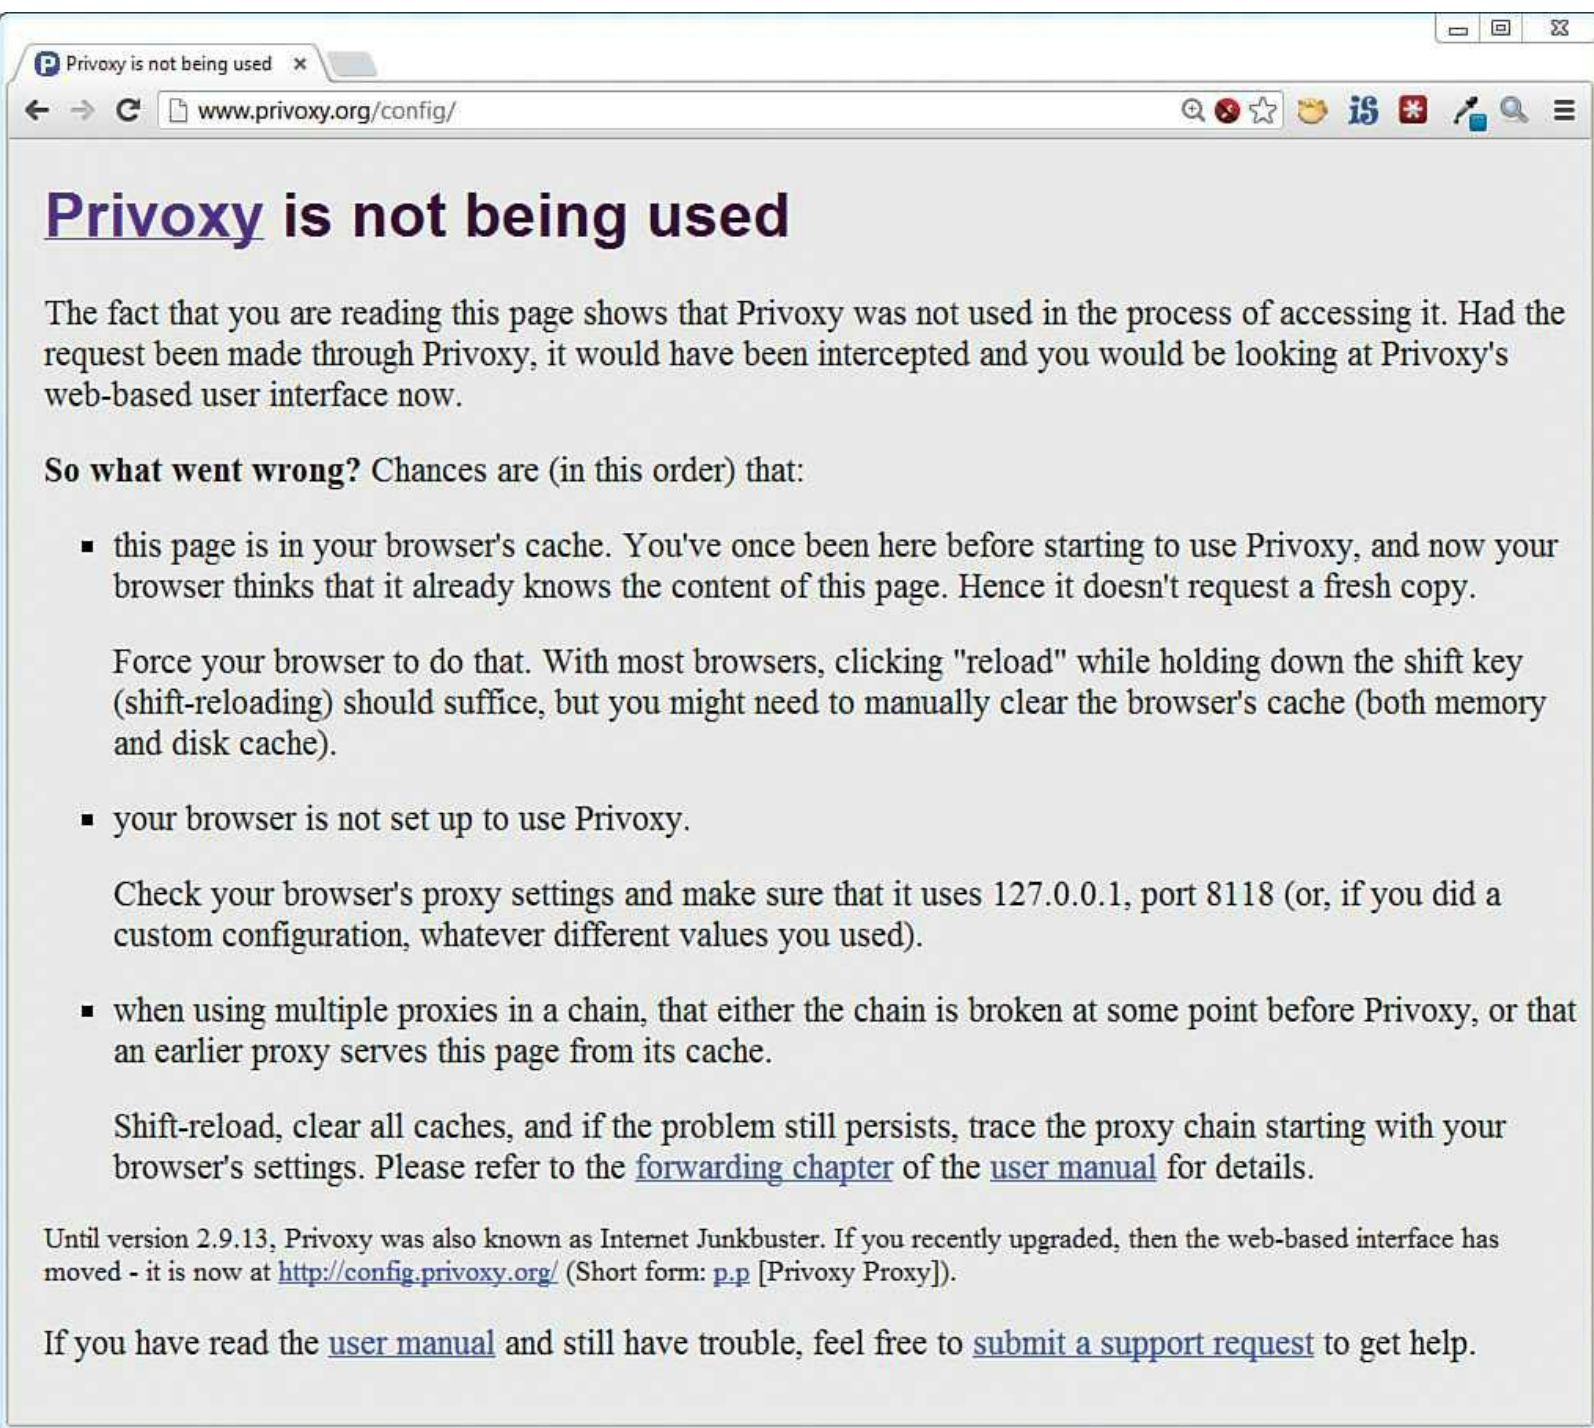 Privoxy is not being used
www.privoxy.org/config/
Privoxy is not being used
The fact that you are reading this page shows that Privoxy was not used in the process of accessing it. Had the
request been made through Privoxy, it would have been intercepted and you would be looking at Privoxy's
web-based user interface now.
So what went wrong? Chances are (in this order) that:
this page is in your browser's cache. You've once been here before starting to use Privoxy, and now your
browser thinks that it already knows the content of this page. Hence it doesn't request a fresh copy.
Force your browser to do that. With most browsers, clicking "reload" while holding down the shift key
(shift-reloading) should suffice, but you might need to manually clear the browser's cache (both memory
and disk cache).
your browser is not set up to use Privoxy.
Check your browser's proxy settings and make sure that it uses 127.0.0.1, port 8118 (or, if you did a
custom configuration, whatever different values you used).
when using multiple proxies in a chain, that either the chain is broken at some point before Privoxy, or that
an earlier proxy serves this page from its cache.
Shift-reload, clear all caches, and if the problem still persists, trace the proxy chain starting with your
browser's settings. Please refer to the forwarding chapter of the user manual for details.
Until version 2.9.13, Privoxy was also known as Internet Junkbuster. If you recently upgraded, then the web-based interface has
moved - it is now at http://config.privoxy.org/ (Short form: p.p [Privoxy Proxy]).
If you have read the user manual and still have trouble, feel free to submit a support request to get help.